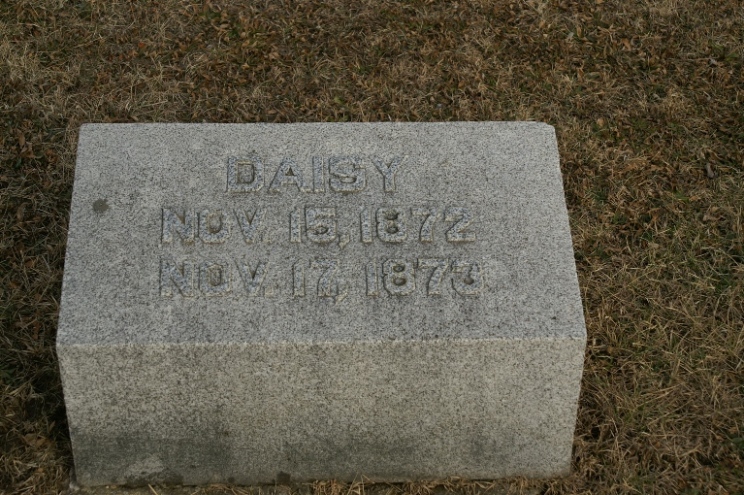 DAISY
NOV. 15, 1872
NOV. 17, 1873